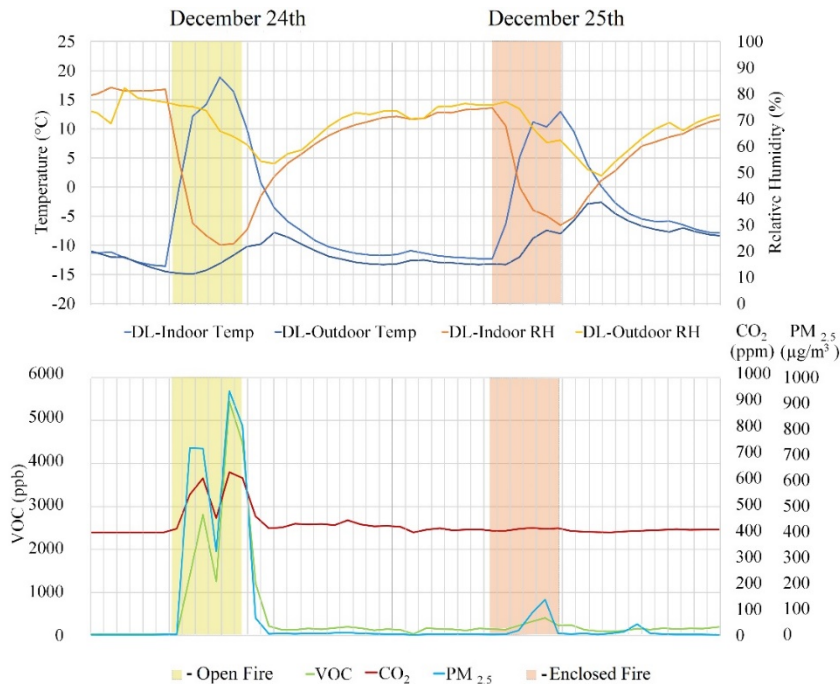 December 24th December 25th
25 100
20 90
15 80
10 70
5 60
0 50
-5 40
-10 30
-15 20
-20 10
0
Temperature (°C)
Relative Humidity (%)
DL-Indoor Temp DL-Outdoor Temp DL-Indoor RH DL-Outdoor RH
CO2 PM 2.5
(ppm) (µg/m³)
6000 1000 1000
5000 900 900
4000 800 800
3000 700 700
2000 600 600
1000 500 500
0 400 400
300 300
200 200
100 100
0 0
VOC (ppb)
- Open Fire VOC CO2 PM 2.5 -Enclosed Fire